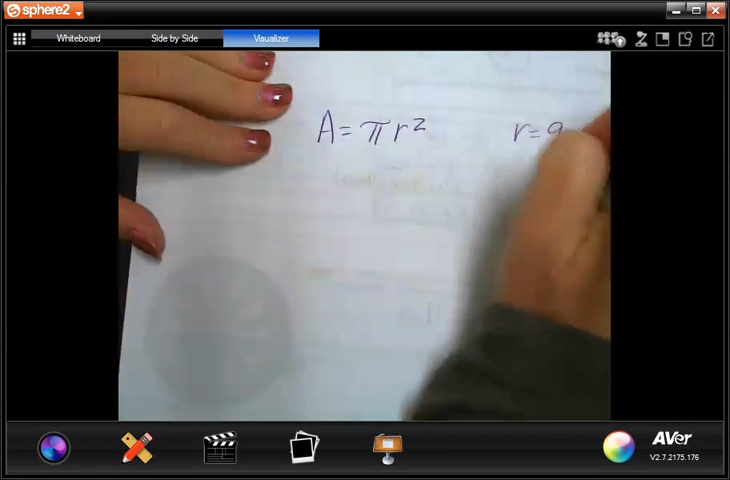 sphere2
Whiteboard Side by Side Visualizer
A = πr² r = 9
AVer
V2.7.2175.176